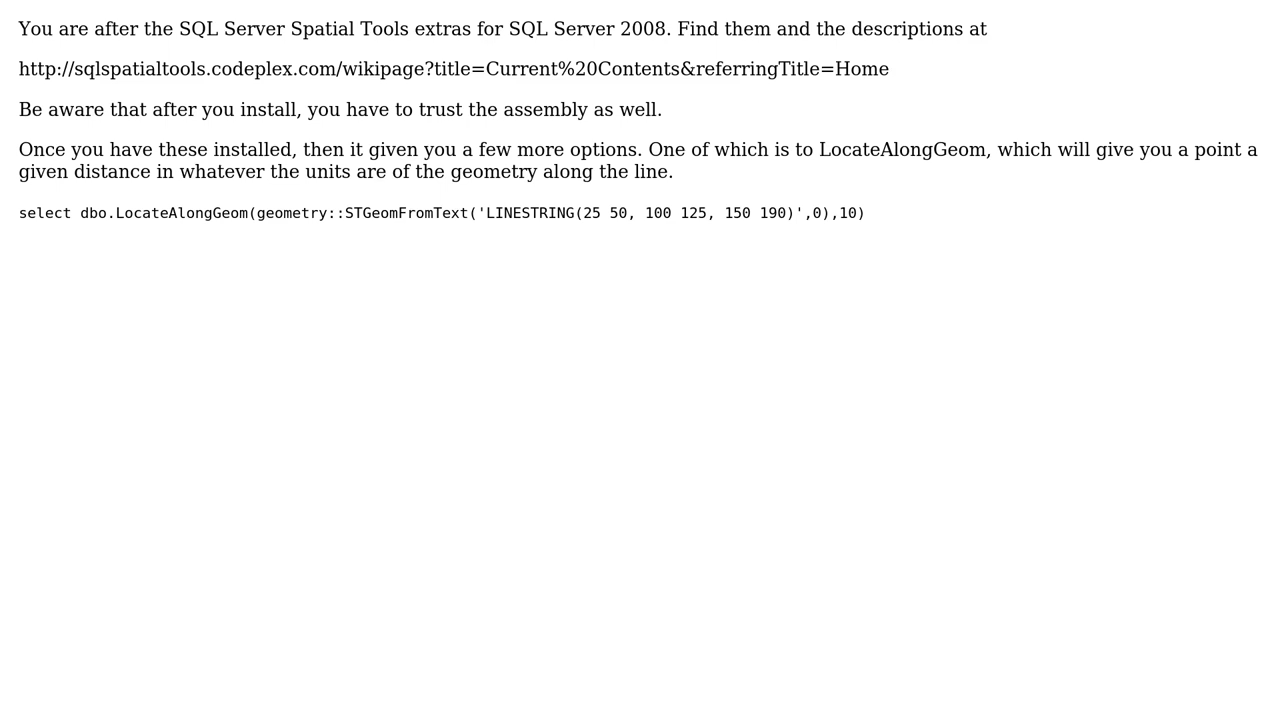 You are after the SQL Server Spatial Tools extras for SQL Server 2008. Find them and the descriptions at
http://sqlspatialtools.codeplex.com/wikipage?title=Current%20Contents&referringTitle=Home
Be aware that after you install, you have to trust the assembly as well.
Once you have these installed, then it given you a few more options. One of which is to LocateAlongGeom, which will give you a point a
given distance in whatever the units are of the geometry along the line.
select dbo.LocateAlongGeom(geometry::STGeomFromText('LINESTRING(25 50, 100 125, 150 190)',0),10)